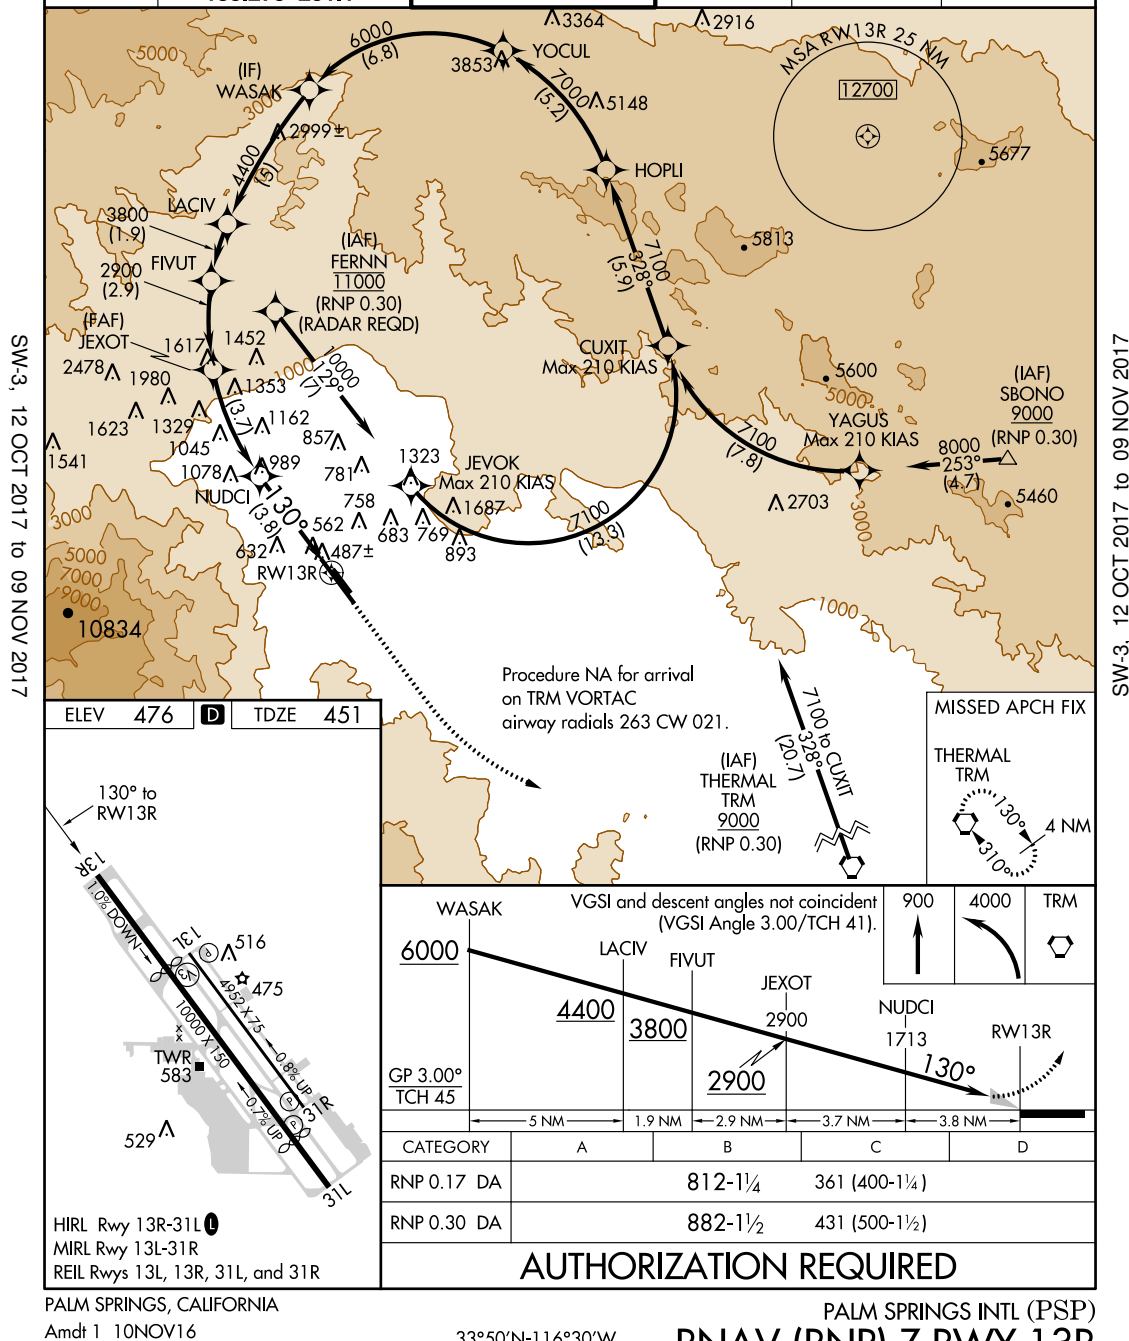 3364
2916
5000
6000
(6.8)
YOCUL
3853
MSA RW13R 25 NM
12700
(IF)
WASAK
3000
2999±
7000
(5.2)
5148
5677
4400
(5)
HOPLI
LACIV
3800
(1.9)
FIVUT
2900
(2.9)
(IAF)
FERNN
11000
(RNP 0.30)
(RADAR REQD)
7100
328°
(5.9)
5813
(FAF)
JEXOT
1617
1452
2478
1980
1353
1000
10000
129°
(7)
CUXIT
Max 210 KIAS
5600
5000
(IAF)
SBONO
9000
(RNP 0.30)
1623
1329
1045
(3.7)
1162
857
1541
1078
989
781
1323
JEVOK
Max 210 KIAS
7100
(7.8)
YAGUS
Max 210 KIAS
8000
253°
(4.7)
5460
NUDCI
130°
(3.8)
758
1687
2703
3000
3000
562
683
769
893
7100
(13.3)
632
487±
RW13R
5000
7000
9000
10834
1000
SW-3, 12 OCT 2017 to 09 NOV 2017
SW-3, 12 OCT 2017 to 09 NOV 2017
Procedure NA for arrival
on TRM VORTAC
airway radials 263 CW 021.
7100 to CUXIT
328°
(20.7)
(IAF)
THERMAL
TRM
9000
(RNP 0.30)
MISSED APCH FIX
THERMAL
TRM
130°
310°
4 NM
ELEV 476 D TDZE 451
130° to
RW13R
13R
1.0% DOWN
13L
P
516
475
4952 X 75
10000 X 150
TWR
583
0.8% UP
0.7% UP
P
31R
529
31L
HIRL Rwy 13R-31L L
MIRL Rwy 13L-31R
REIL Rwys 13L, 13R, 31L, and 31R
VGSI and descent angles not coincident
(VGSI Angle 3.00/TCH 41).
900 4000 TRM
WASAK
6000
LACIV
4400
FIVUT
3800
JEXOT
2900
2900
NUDCI
1713
130°
RW13R
GP 3.00°
TCH 45
5 NM 1.9 NM 2.9 NM 3.7 NM 3.8 NM
CATEGORY A B C D
RNP 0.17 DA 812-1¼ 361 (400-1¼)
RNP 0.30 DA 882-1½ 431 (500-1½)
AUTHORIZATION REQUIRED
PALM SPRINGS, CALIFORNIA
Amdt 1 10NOV16
33°50'N-116°30'W
PALM SPRINGS INTL (PSP)
RNAV (RNP) Z RWY 13R